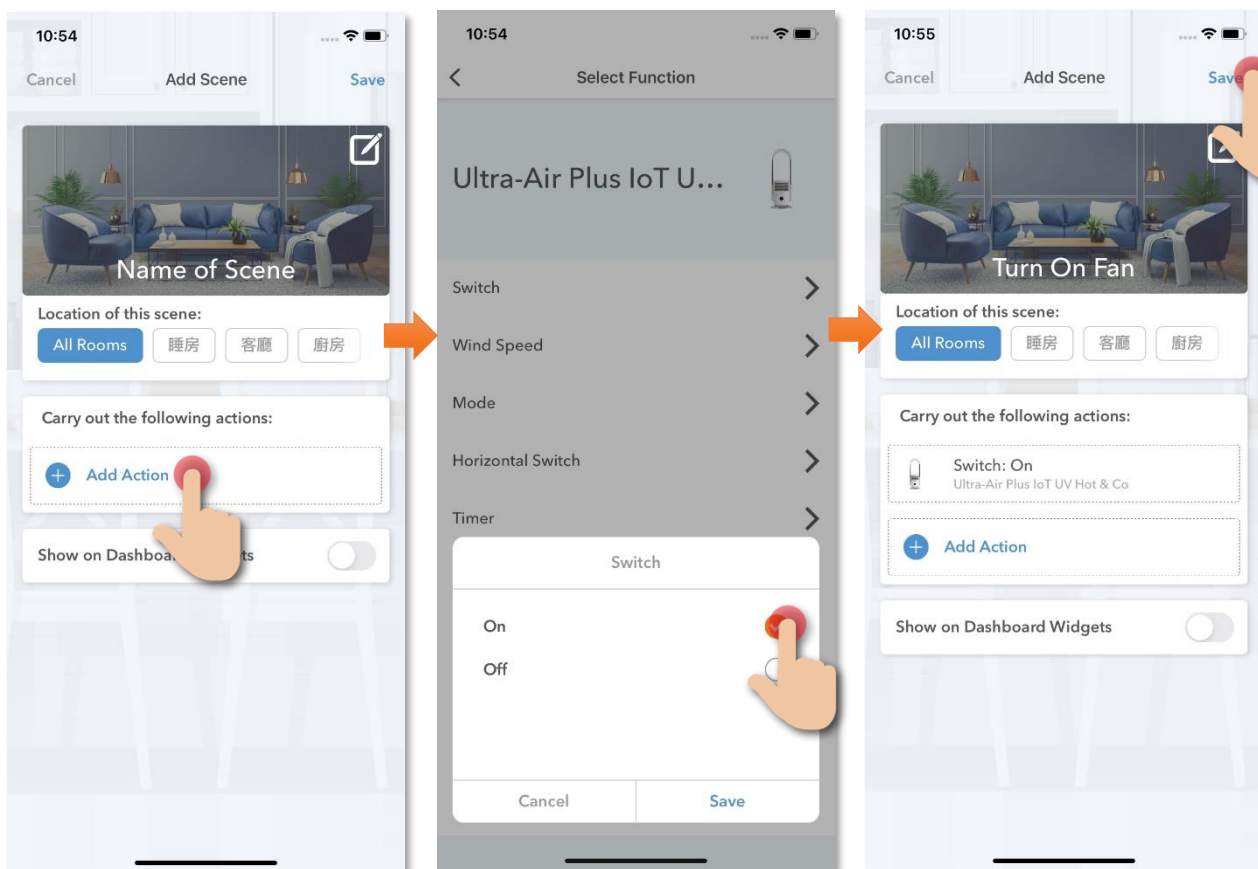 10:54
Cancel Add Scene Save
Name of Scene
Location of this scene:
All Rooms 睡房 客廳 廚房
Carry out the following actions:
Add Action
Show on Dashboa ts
10:54
Select Function
Ultra-Air Plus IoT U...
Switch
Wind Speed
Mode
Horizontal Switch
Timer
Switch
On
Off
Cancel Save
10:55
Cancel Add Scene Save
Turn On Fan
Location of this scene:
All Rooms 睡房 客廳 廚房
Carry out the following actions:
Switch: On
Ultra-Air Plus IoT UV Hot & Co
Add Action
Show on Dashboard Widgets